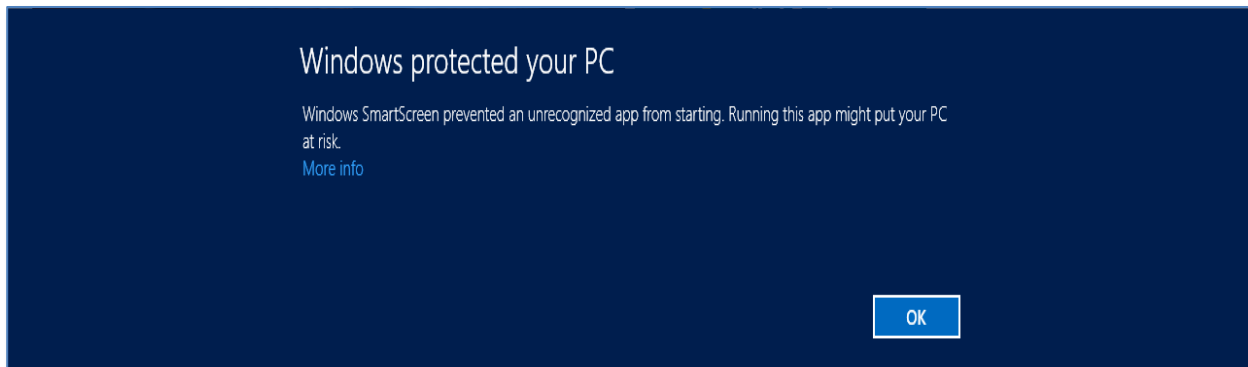 Windows protected your PC
Windows SmartScreen prevented an unrecognized app from starting. Running this app might put your PC
at risk.
More info
OK